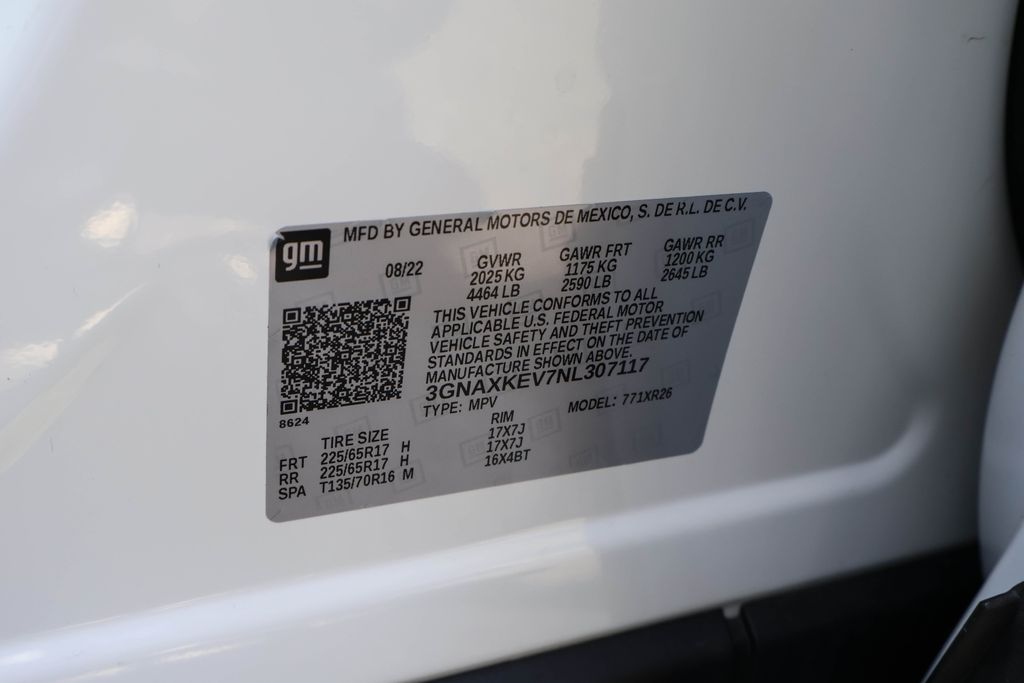 gm
MFD BY GENERAL MOTORS DE MEXICO, S. DE R.L. DE C.V.
08/22 GVWR GAWR FRT GAWR RR
2025 KG 1175 KG 1200 KG
4464 LB 2590 LB 2645 LB
THIS VEHICLE CONFORMS TO ALL
APPLICABLE U.S. FEDERAL MOTOR
VEHICLE SAFETY AND THEFT PREVENTION
STANDARDS IN EFFECT ON THE DATE OF
MANUFACTURE SHOWN ABOVE.
3GNAXKEV7NL307117
TYPE: MPV MODEL: 771XR26
8624
TIRE SIZE RIM
FRT 225/65R17 H 17X7J
RR 225/65R17 H 17X7J
SPA T135/70R16 M 16X4BT